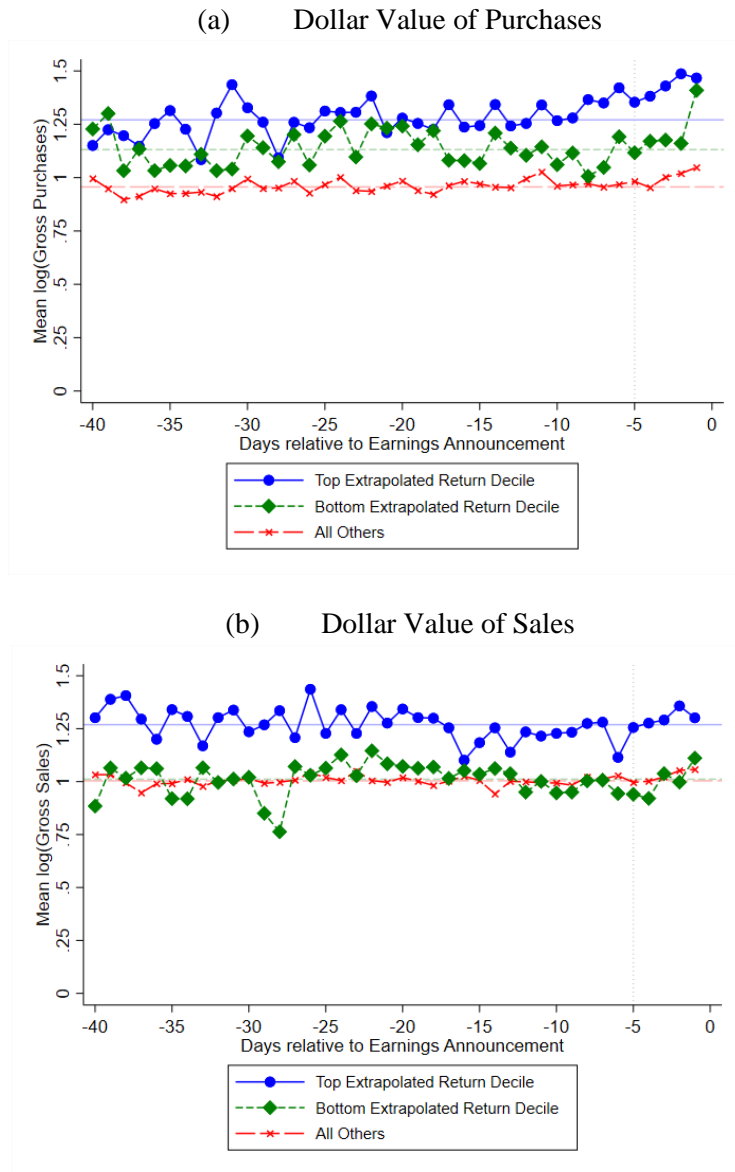 (a) Dollar Value of Purchases
Mean log(Gross Purchases)
1.5
1.25
1
.75
.5
.25
0
-40 -35 -30 -25 -20 -15 -10 -5 0
Days relative to Earnings Announcement
Top Extrapolated Return Decile
Bottom Extrapolated Return Decile
All Others
(b) Dollar Value of Sales
Mean log(Gross Sales)
1.5
1.25
1
.75
.5
.25
0
-40 -35 -30 -25 -20 -15 -10 -5 0
Days relative to Earnings Announcement
Top Extrapolated Return Decile
Bottom Extrapolated Return Decile
All Others